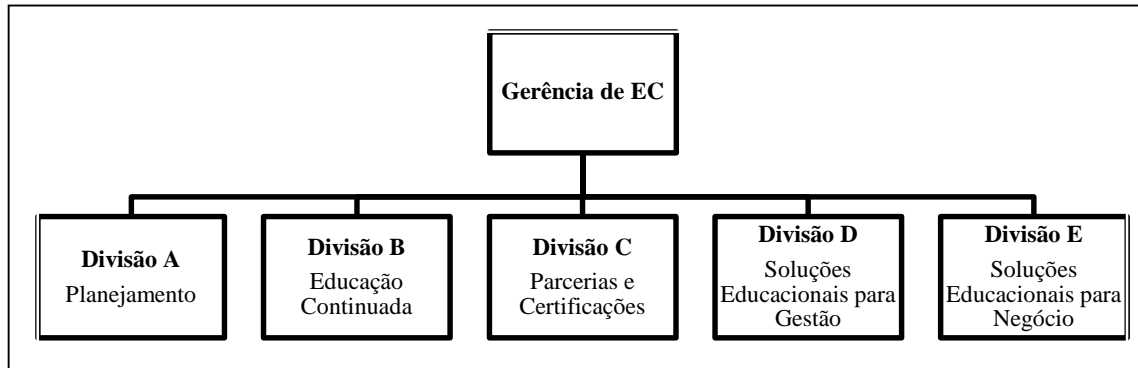 Gerência de EC
Divisão A
Planejamento
Divisão B
Educação
Continuada
Divisão C
Parcerias e
Certificações
Divisão D
Soluções
Educacionais para
Gestão
Divisão E
Soluções
Educacionais para
Negócio